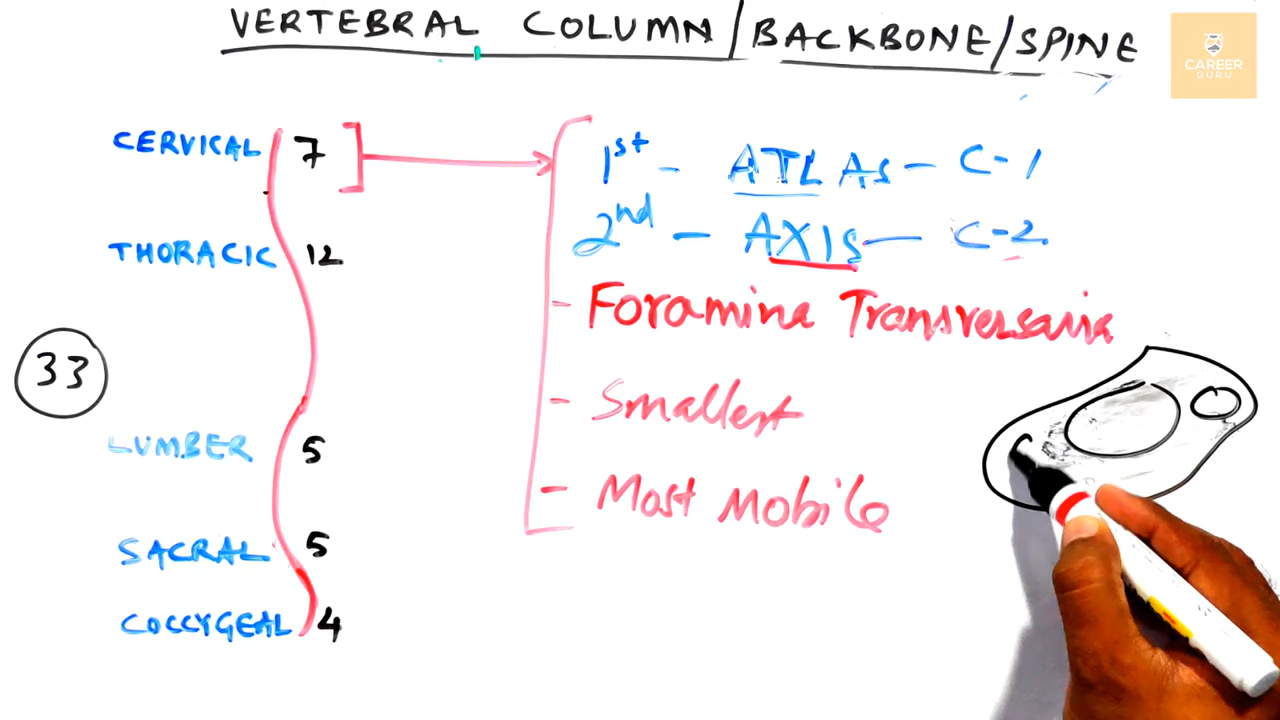 VERTEBRAL COLUMN/BACKBONE/SPINE
CAREER
GURU
CERVICAL 7
THORACIC 12
33
LUMBER 5
SACRAL 5
COCCYGEAL 4
1st - ATLAS - C-1
2nd - AXIS - C-2
- Foramina Transversaria
- Smallest
- Most Mobile